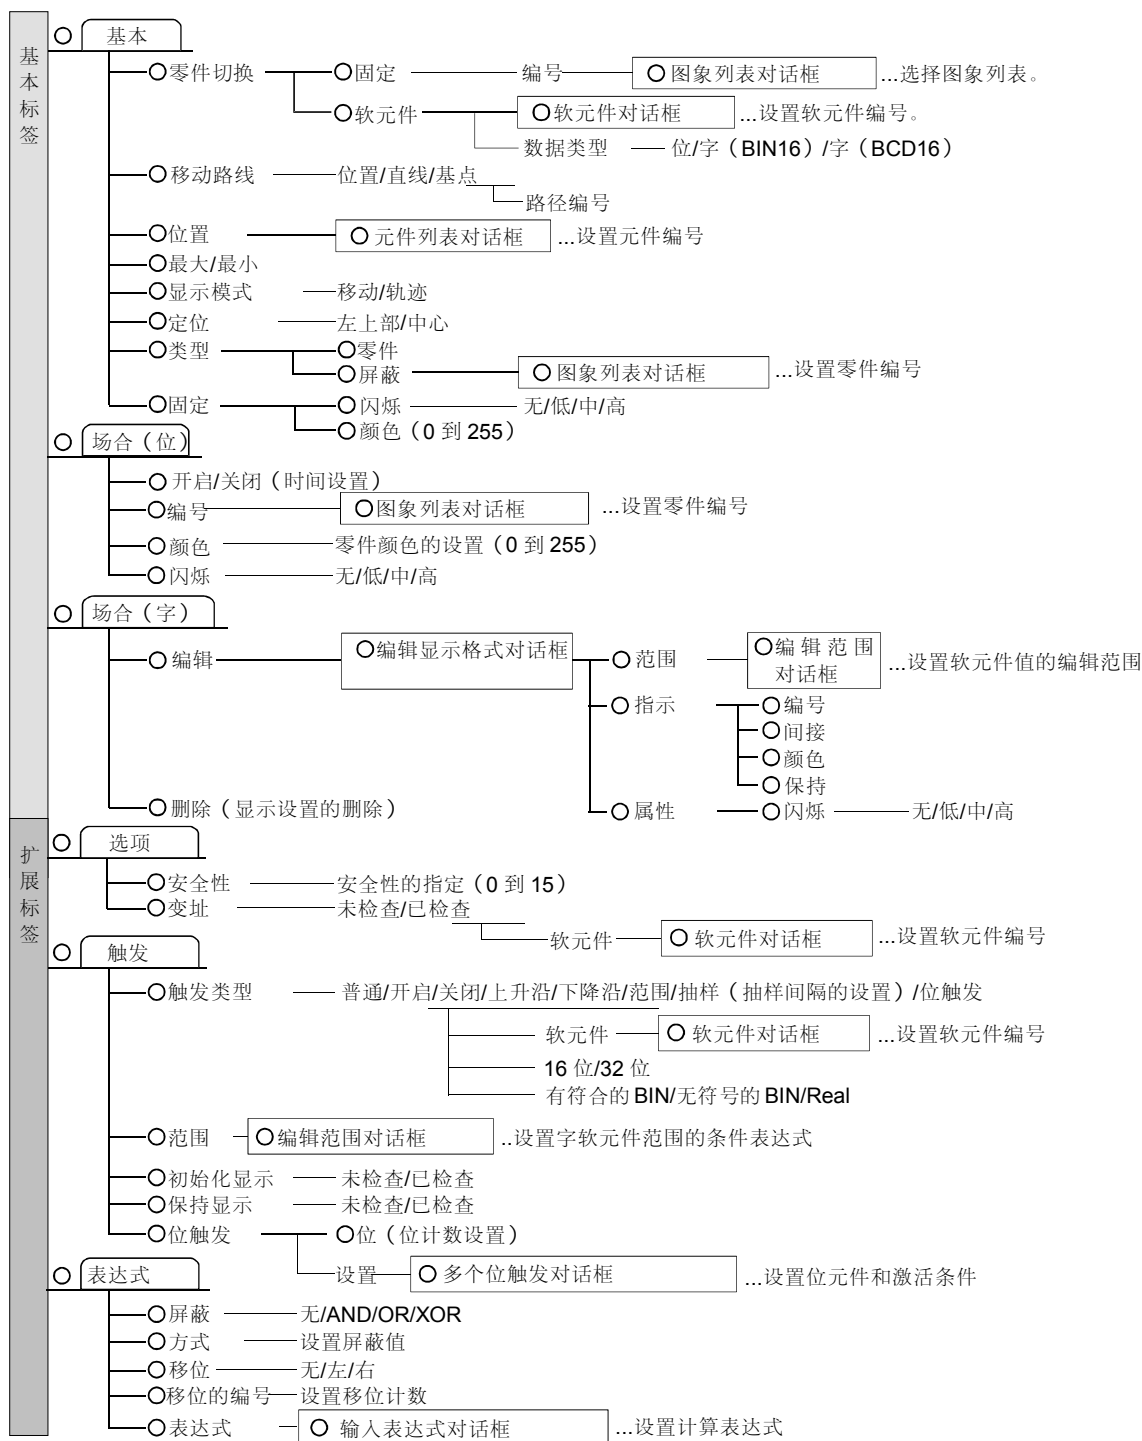 基本标签
基本
零件切换 固定 编号 图象列表对话框 ...选择图象列表。
软元件 软元件对话框 ...设置软元件编号。
数据类型 位/字（BIN16）/字（BCD16）
移动路线 位置/直线/基点
路径编号
位置 元件列表对话框 ...设置元件编号
最大/最小
显示模式 移动/轨迹
定位 左上部/中心
类型 零件
屏蔽 图象列表对话框 ...设置零件编号
固定 闪烁 无/低/中/高
颜色（0 到 255）
场合（位）
开启/关闭（时间设置）
编号 图象列表对话框 ...设置零件编号
颜色 零件颜色的设置（0 到 255）
闪烁 无/低/中/高
场合（字）
编辑 编辑显示格式对话框 范围 编辑范围 ...设置软元件值的编辑范围
对话框
指示 编号
间接
颜色
保持
删除（显示设置的删除） 属性 闪烁 无/低/中/高
扩展标签
选项
安全性 安全性的指定（0 到 15）
变址 未检查/已检查
软元件 软元件对话框 ...设置软元件编号
触发
触发类型 普通/开启/关闭/上升沿/下降沿/范围/抽样（抽样间隔的设置）/位触发
软元件 软元件对话框 ...设置软元件编号
16 位/32 位
有符合的 BIN/无符号的 BIN/Real
范围 编辑范围对话框 ..设置字软元件范围的条件表达式
初始化显示 未检查/已检查
保持显示 未检查/已检查
位触发 位（位计数设置）
设置 多个位触发对话框 ...设置位元件和激活条件
表达式
屏蔽 无/AND/OR/XOR
方式 设置屏蔽值
移位 无/左/右
移位的编号 设置移位计数
表达式 输入表达式对话框 ...设置计算表达式